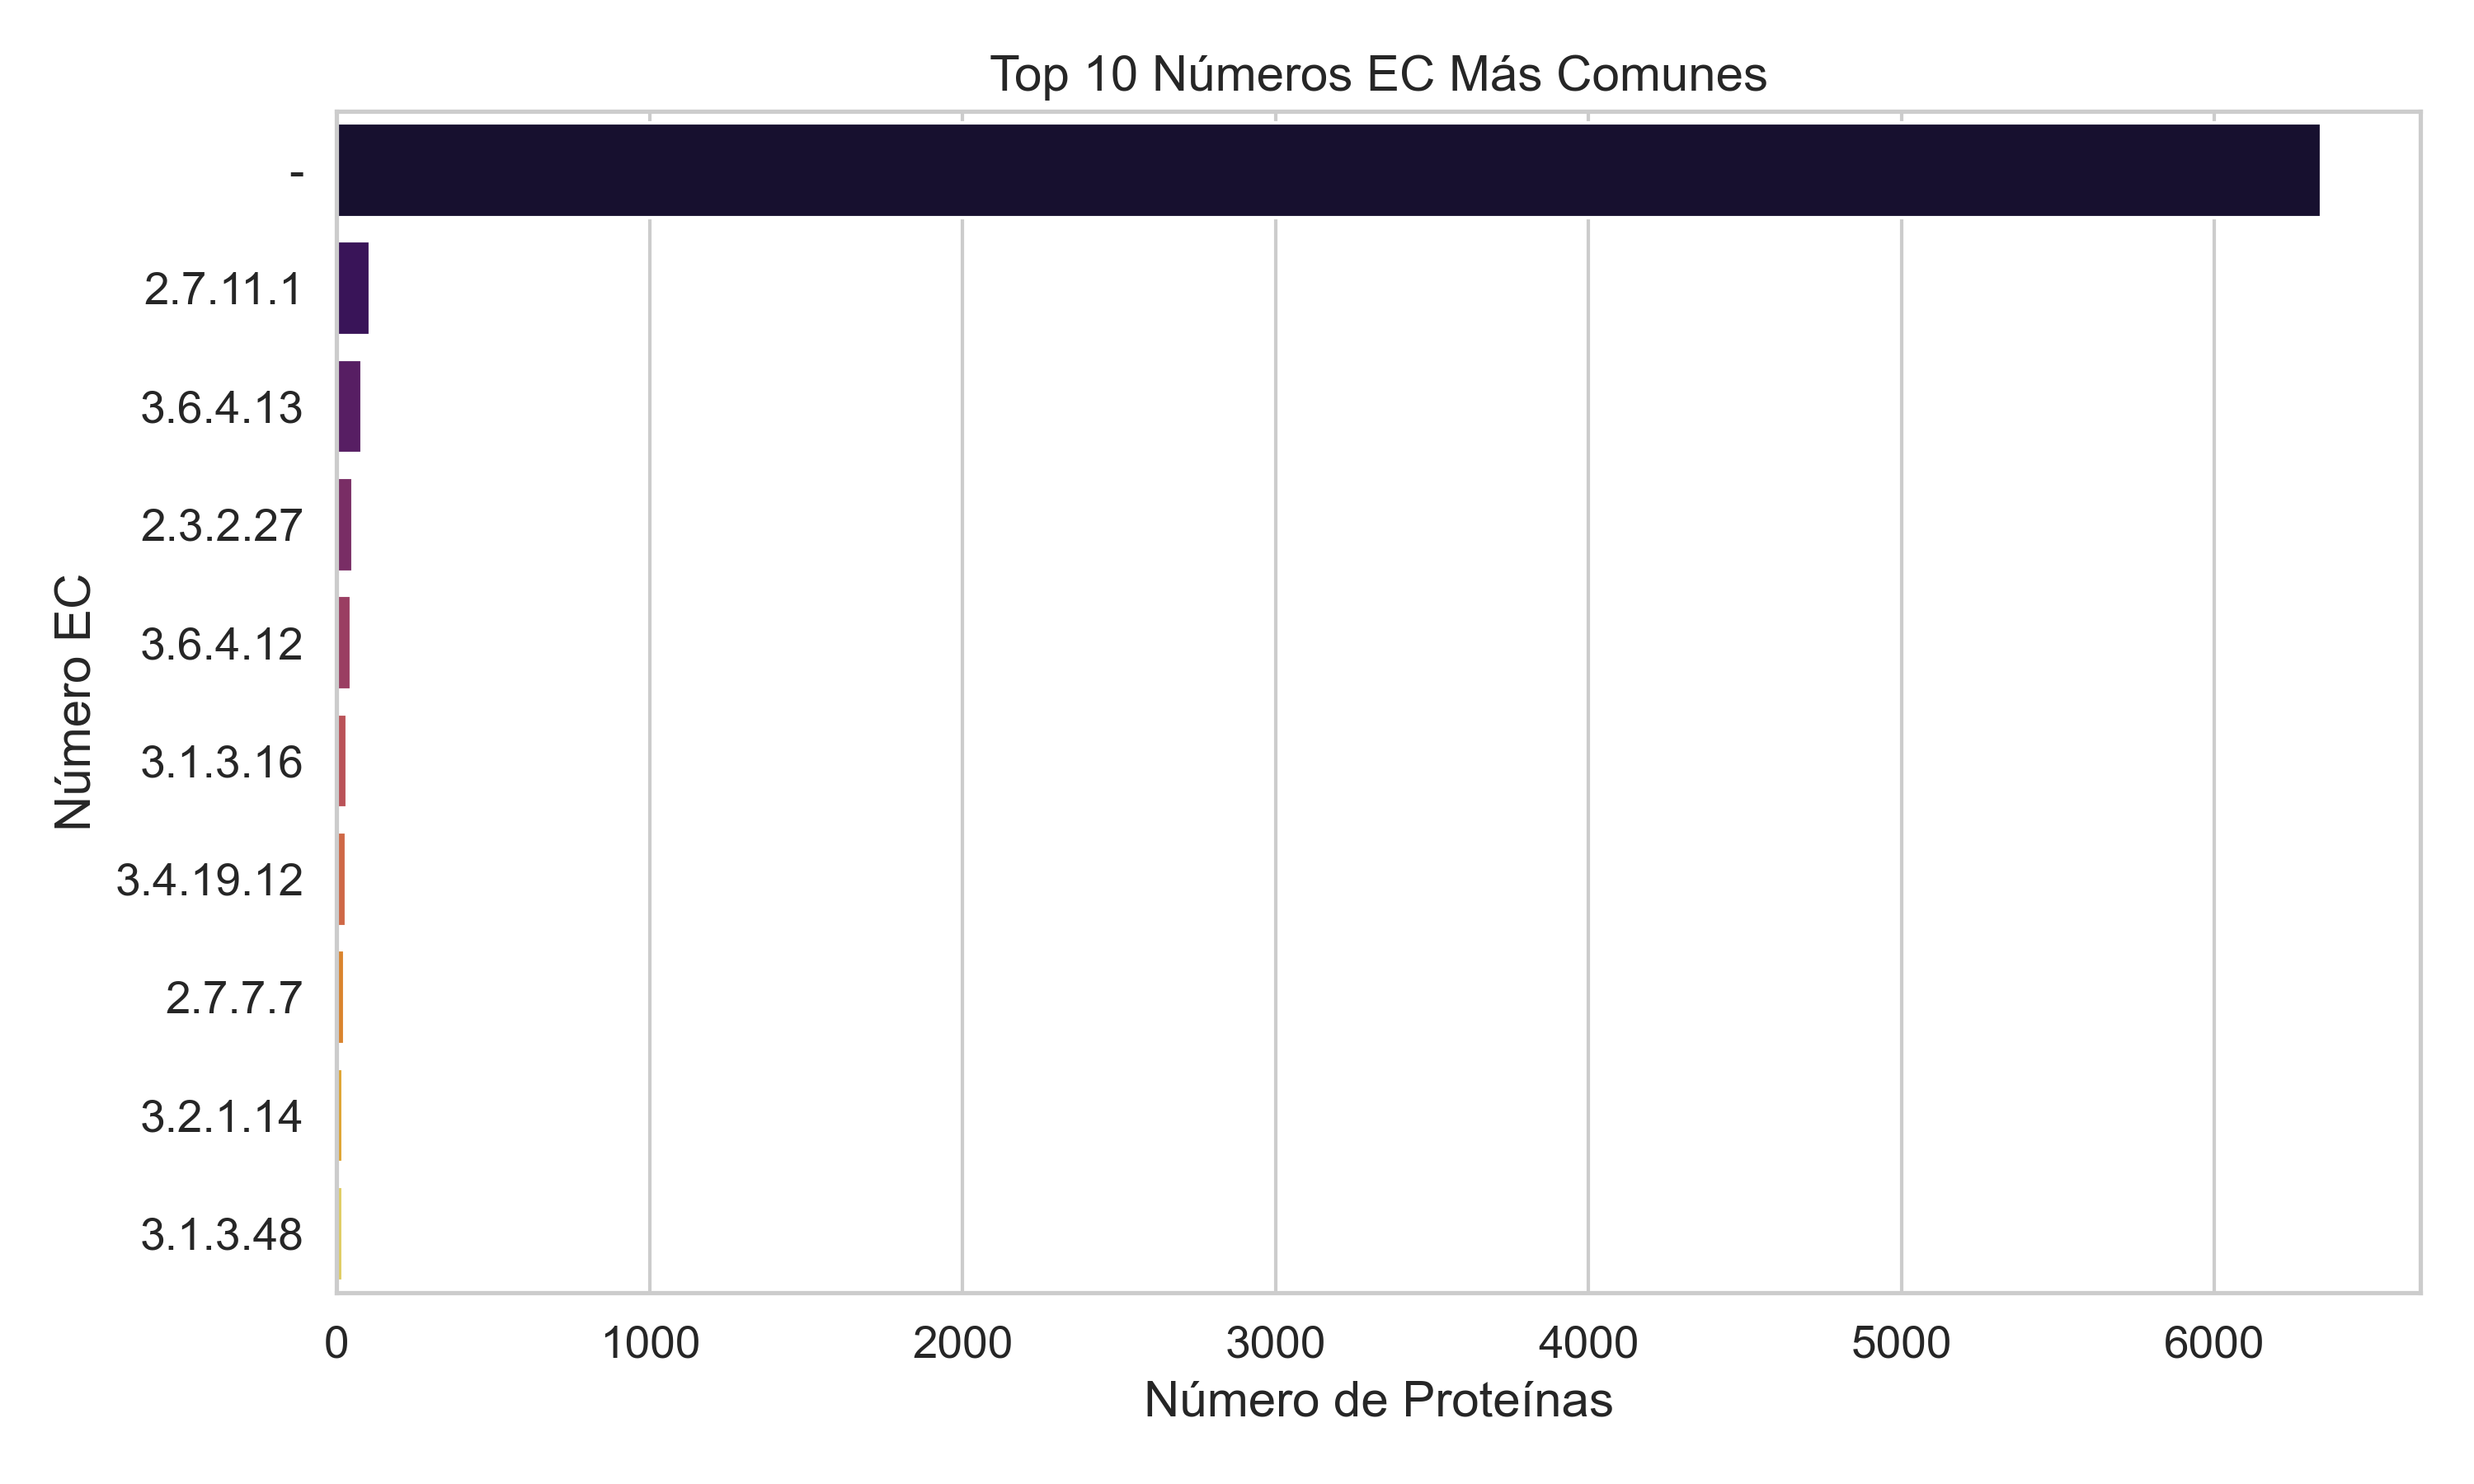 Top 10 Números EC Más Comunes
Número EC
-
2.7.11.1
3.6.4.13
2.3.2.27
3.6.4.12
3.1.3.16
3.4.19.12
2.7.7.7
3.2.1.14
3.1.3.48
0 1000 2000 3000 4000 5000 6000
Número de Proteínas